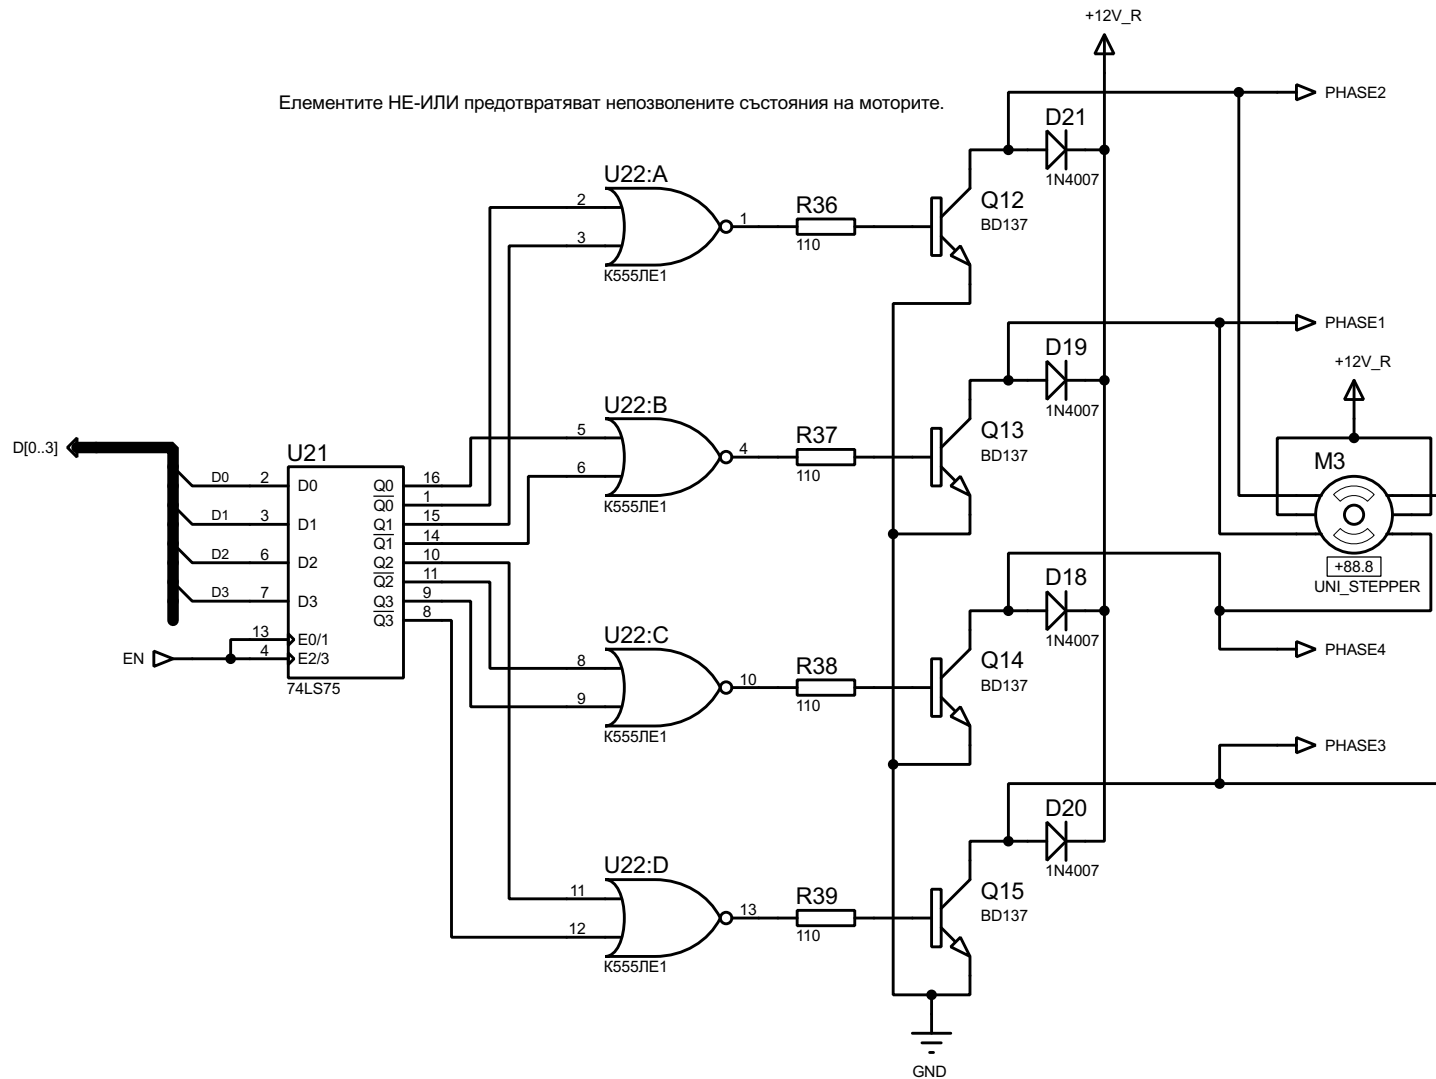 +12V_R
Елементите НЕ-ИЛИ предотвратяват непозволените състояния на моторите.
PHASE2
D21
1N4007
U22:A
2
3
1
К555ЛЕ1
R36
110
Q12
BD137
PHASE1
D19
1N4007
+12V_R
U22:B
5
6
4
К555ЛЕ1
R37
110
Q13
BD137
D[0..3]
U21
D0 2 D0
D1 3 D1
D2 6 D2
D3 7 D3
EN
13 E0/1
4 E2/3
Q0 16
Q0 1
Q1 15
Q1 14
Q2 10
Q2 11
Q3 9
Q3 8
74LS75
M3
+88.8
UNI_STEPPER
D18
1N4007
U22:C
8
9
10
К555ЛЕ1
R38
110
Q14
BD137
PHASE4
PHASE3
D20
1N4007
U22:D
11
12
13
К555ЛЕ1
R39
110
Q15
BD137
GND